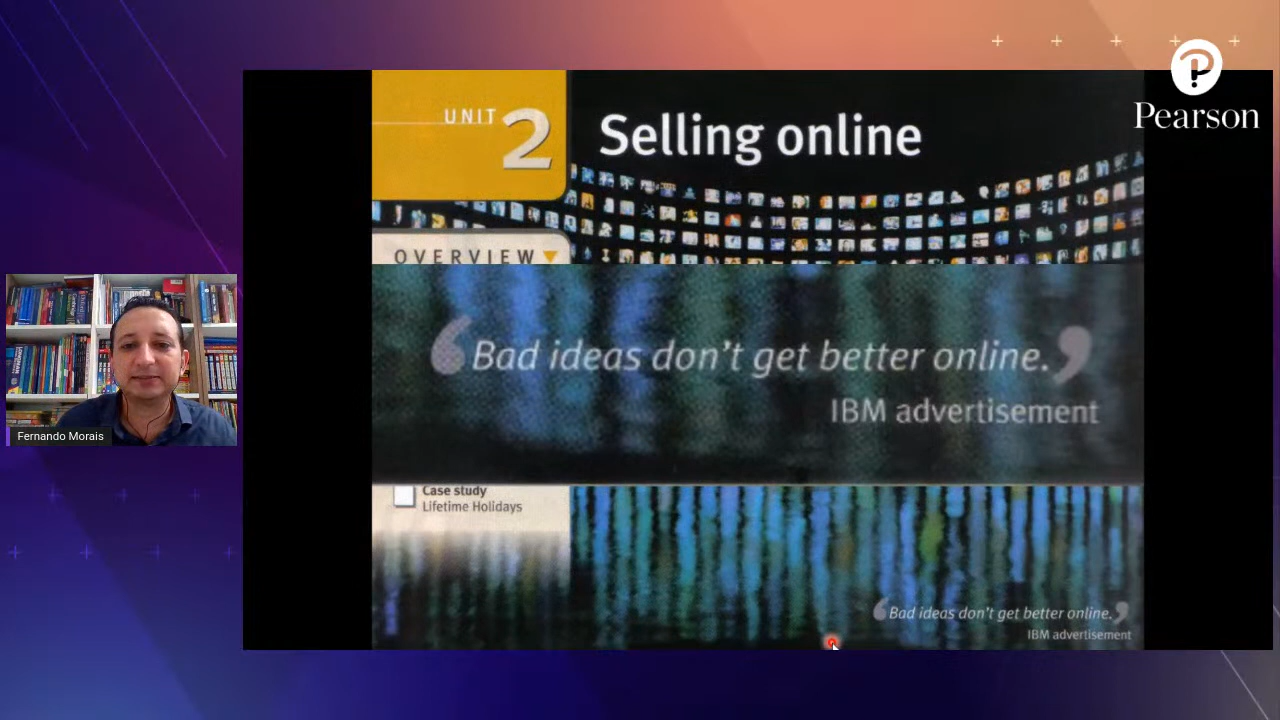 Pearson
UNIT 2
Selling online
OVERVIEW
‘Bad ideas don’t get better online.’
IBM advertisement
Case study
Lifetime Holidays
‘Bad ideas don’t get better online.’
IBM advertisement
Fernando Morais